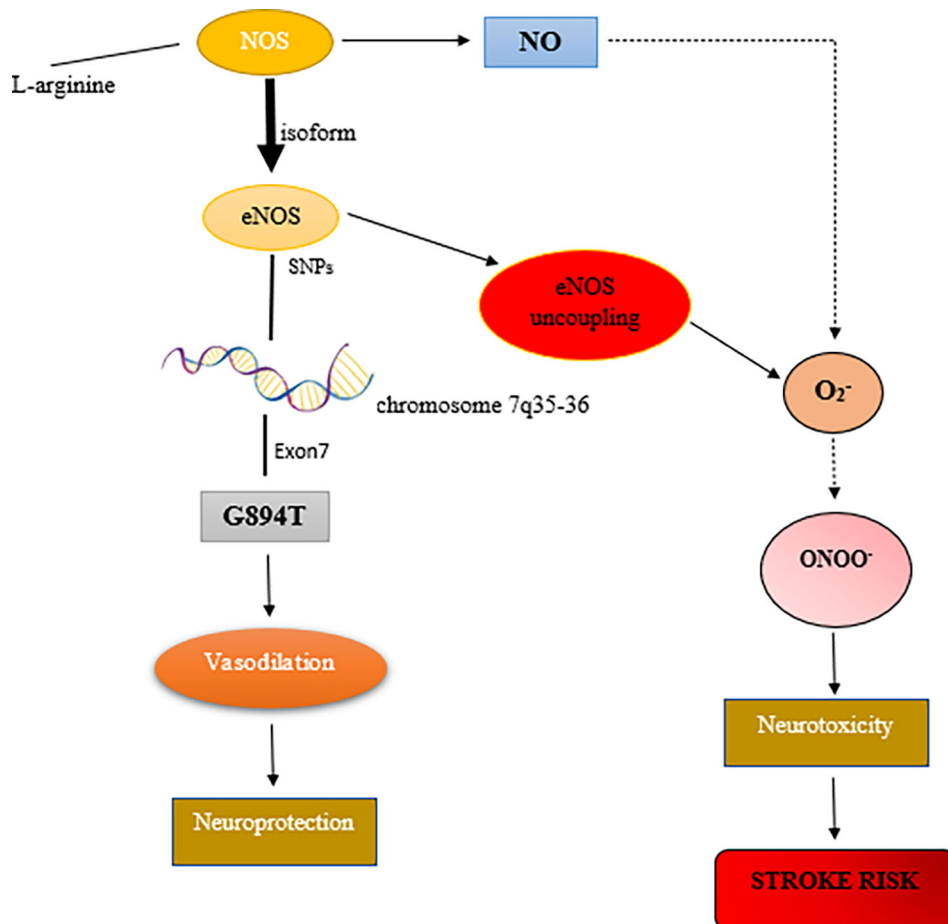 NOS
NO
L-arginine
isoform
eNOS
SNPs
eNOS
uncoupling
O₂⁻
chromosome 7q35-36
Exon7
G894T
ONOO⁻
Vasodilation
Neurotoxicity
Neuroprotection
STROKE RISK